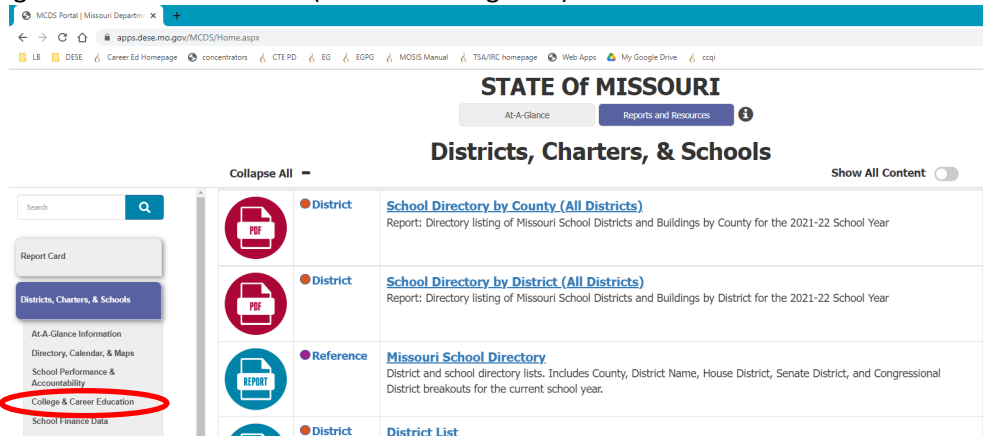 MCDS Portal | Missouri Departme × +
apps.dese.mo.gov/MCDS/Home.aspx
LB DESE Career Ed Homepage concentrators CTE PD EG EGPG MOSIS Manual TSA/IRC homepage Web Apps My Google Drive ccqi
STATE Of MISSOURI
At-A-Glance Reports and Resources
Districts, Charters, & Schools
Collapse All − Show All Content
Search
Report Card
Districts, Charters, & Schools
At-A-Glance Information
Directory, Calendar, & Maps
School Performance &
Accountability
College & Career Education
School Finance Data
PDF
District
School Directory by County (All Districts)
Report: Directory listing of Missouri School Districts and Buildings by County for the 2021-22 School Year
PDF
District
School Directory by District (All Districts)
Report: Directory listing of Missouri School Districts and Buildings by District for the 2021-22 School Year
REPORT
Reference
Missouri School Directory
District and school directory lists. Includes County, District Name, House District, Senate District, and Congressional
District breakouts for the current school year.
District
District List